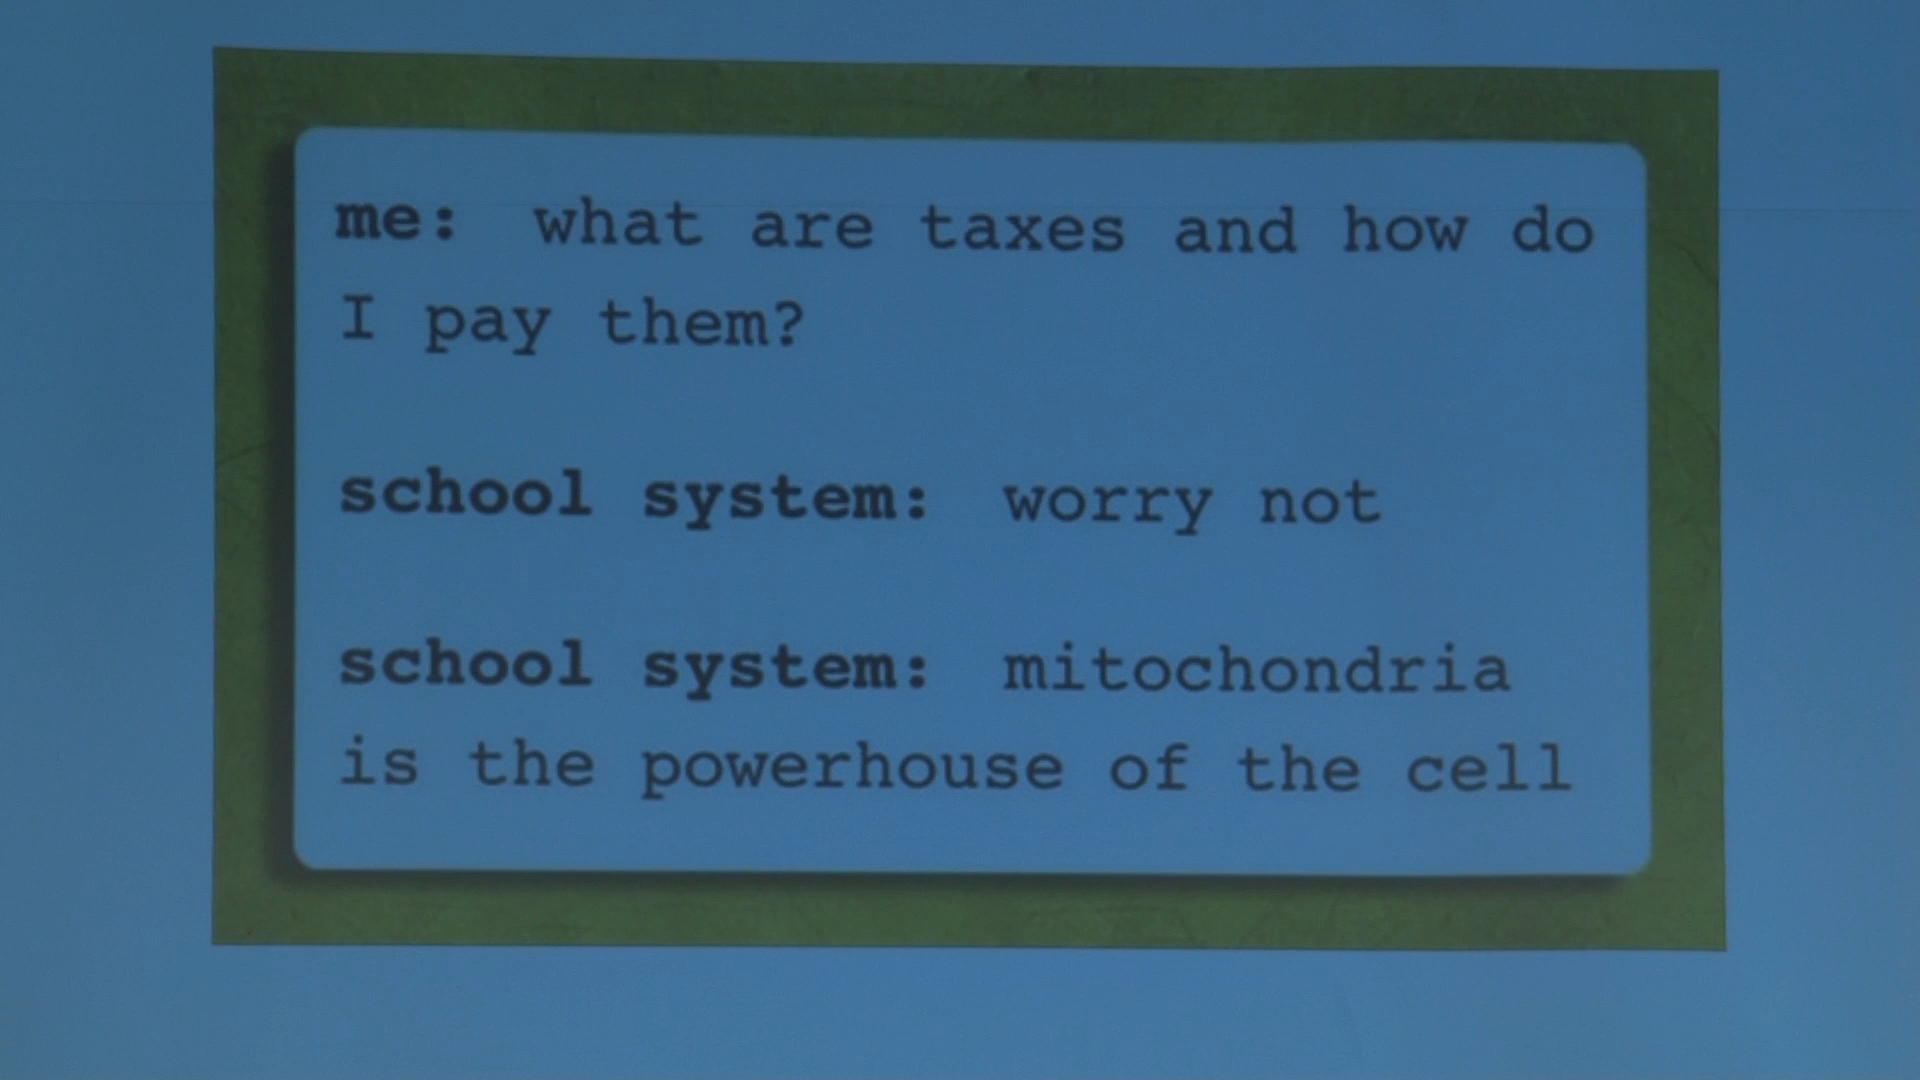 me: what are taxes and how do
I pay them?
school system: worry not
school system: mitochondria
is the powerhouse of the cell